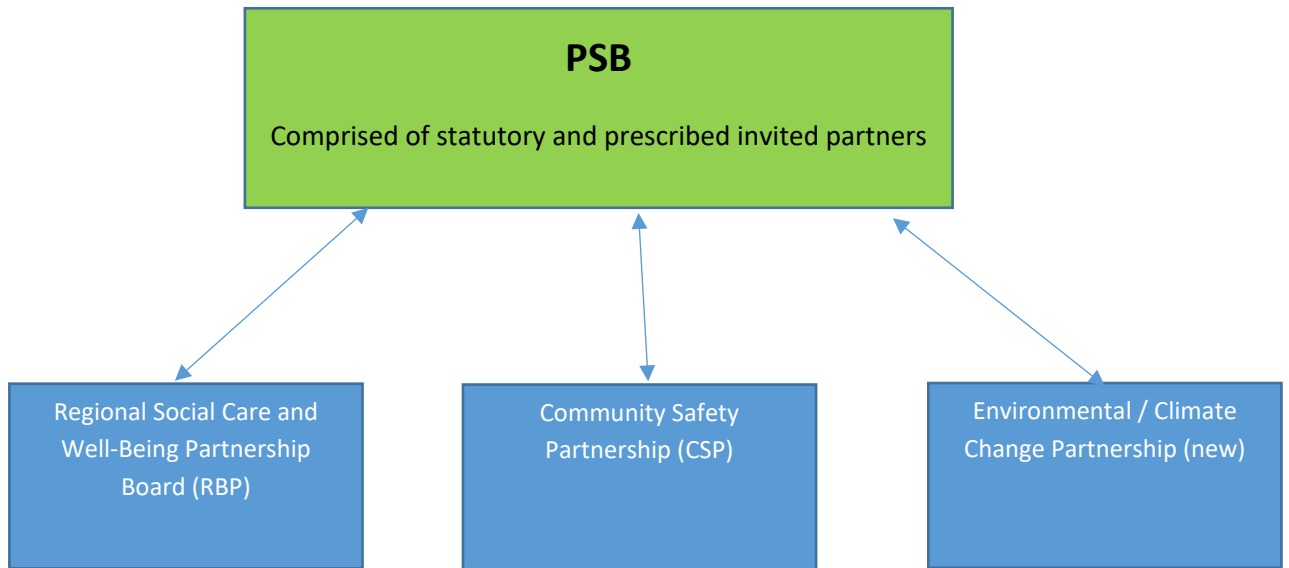 PSB
Comprised of statutory and prescribed invited partners
Regional Social Care and
Well-Being Partnership
Board (RBP)
Community Safety
Partnership (CSP)
Environmental / Climate
Change Partnership (new)